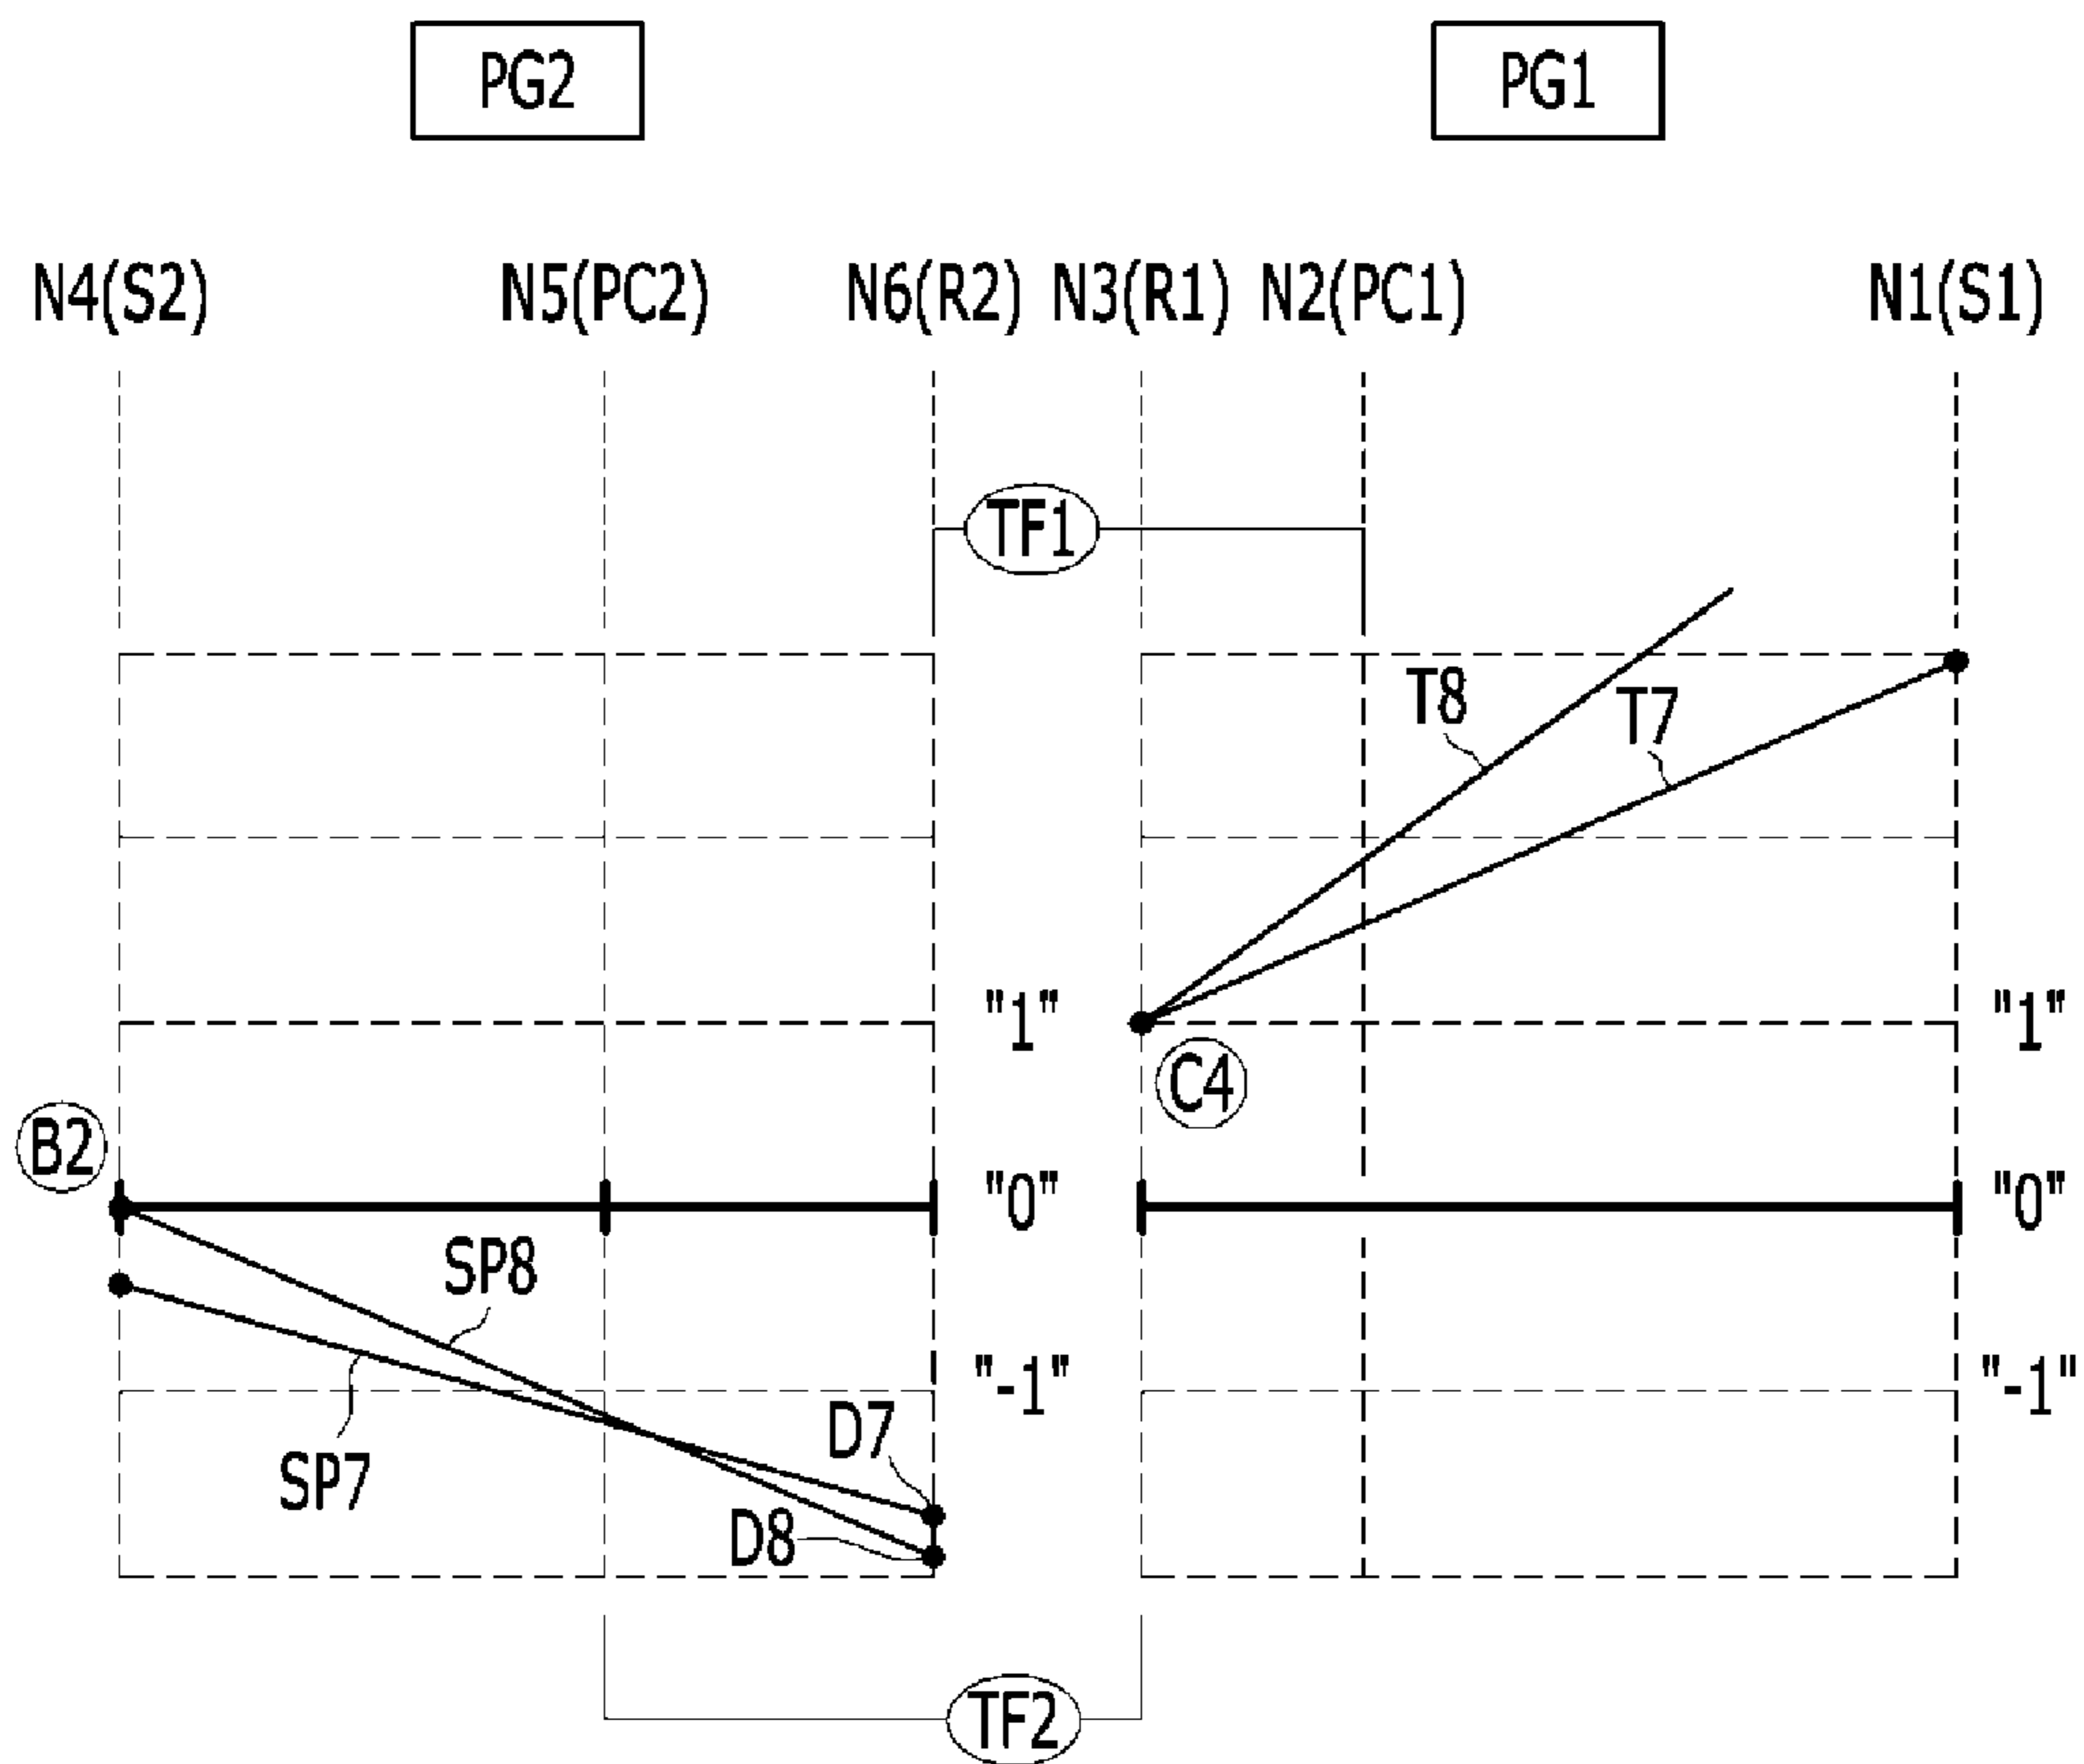 PG2 PG1
N4(S2) N5(PC2) N6(R2) N3(R1) N2(PC1) N1(S1)
TF1
T8
T7
"1" "1"
C4
B2
"0" "0"
SP8
"-1" "-1"
D7
SP7
D8
TF2